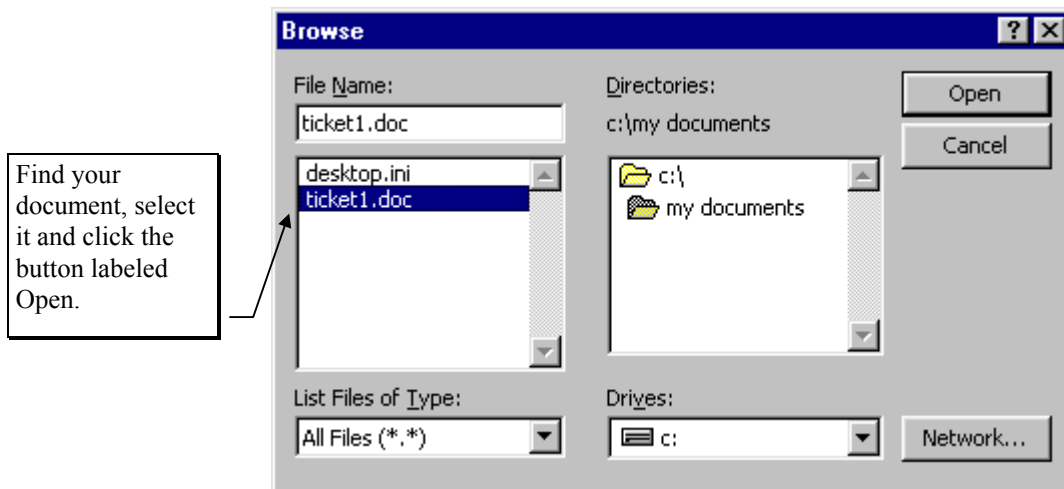 Browse
File Name:
ticket1.doc
desktop.ini
ticket1.doc
Directories:
c:\my documents
c:\
my documents
Open
Cancel
Find your
document, select
it and click the
button labeled
Open.
List Files of Type:
All Files (*.*)
Drives:
c:
Network...